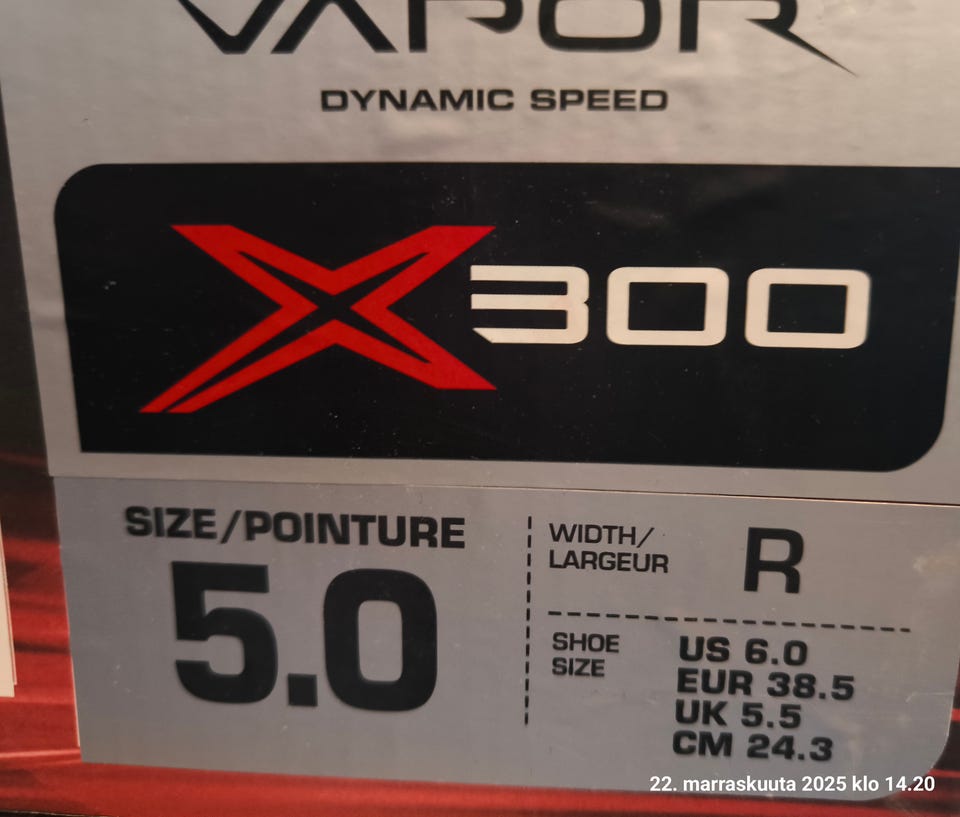 VAPOR
DYNAMIC SPEED
X300
SIZE/POINTURE
5.0
WIDTH/
LARGEUR
R
SHOE
SIZE
US 6.0
EUR 38.5
UK 5.5
CM 24.3
22. marraskuuta 2025 klo 14.20